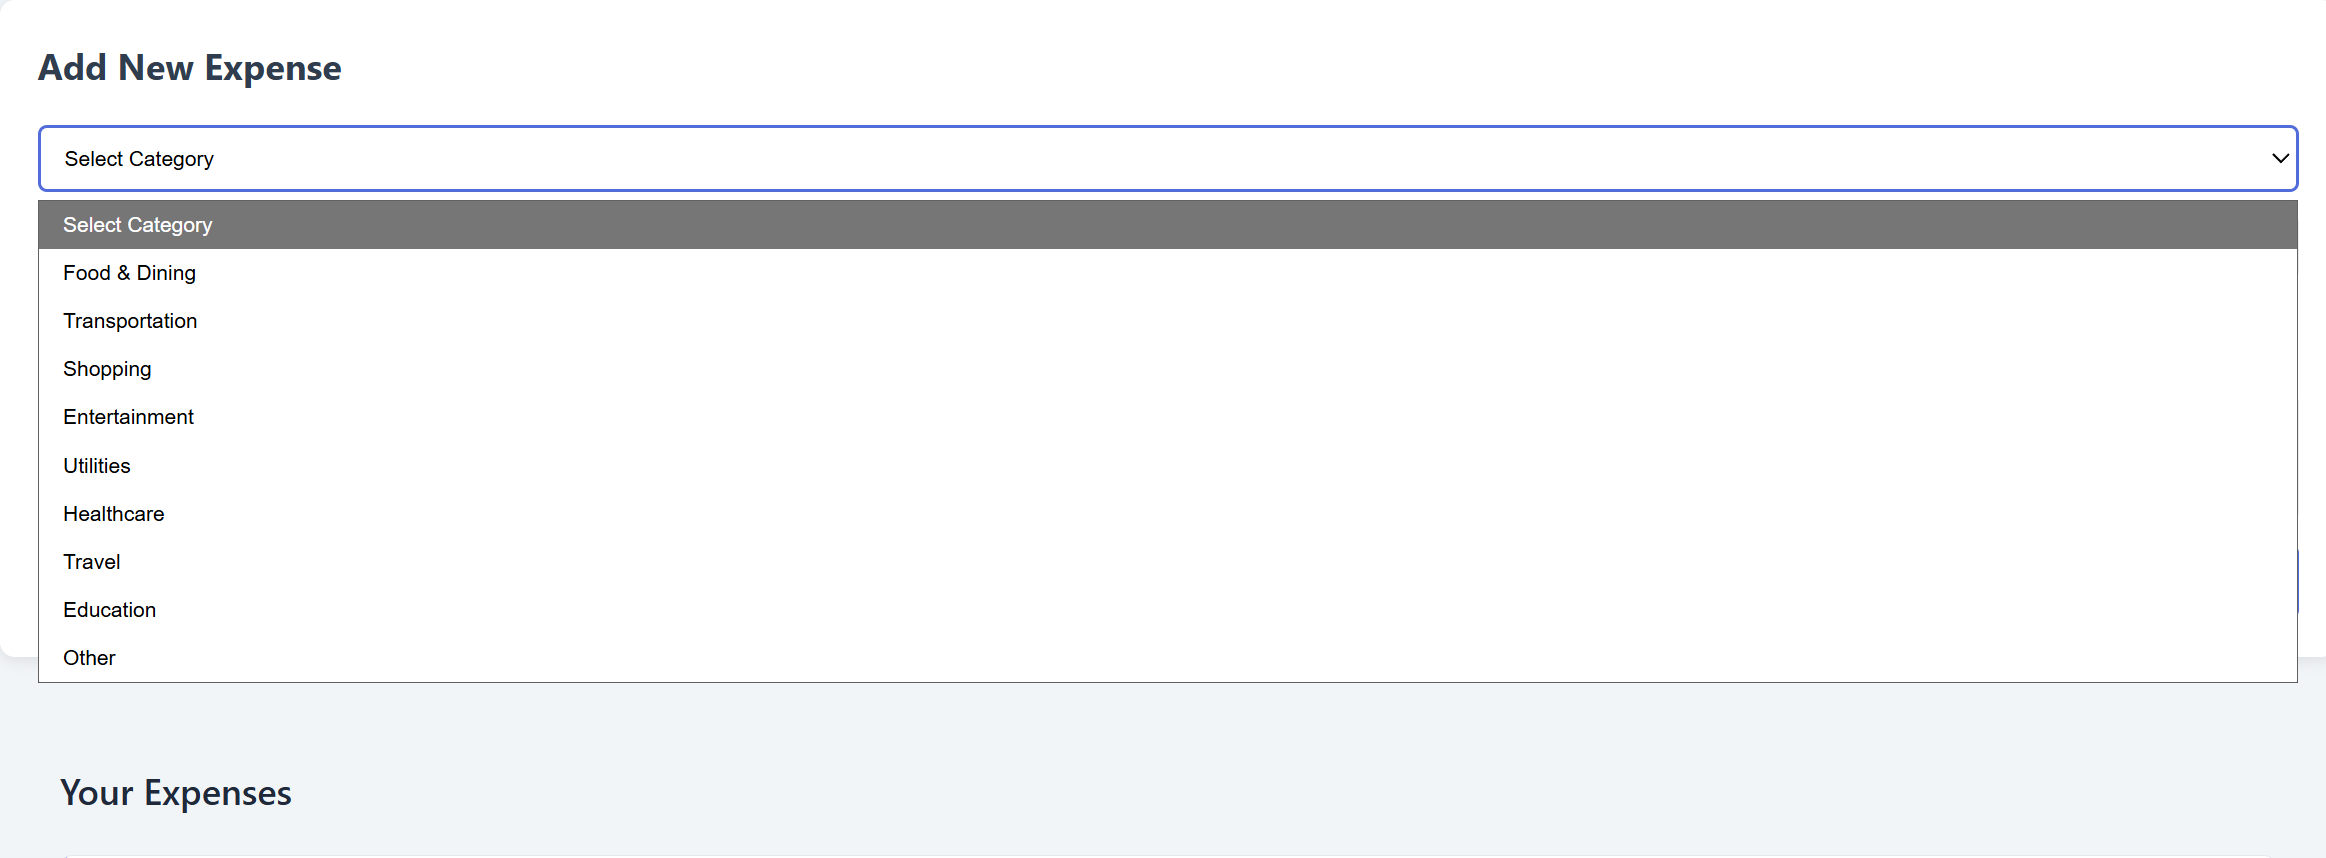 Add New Expense
Select Category
Select Category
Food & Dining
Transportation
Shopping
Entertainment
Utilities
Healthcare
Travel
Education
Other
Your Expenses